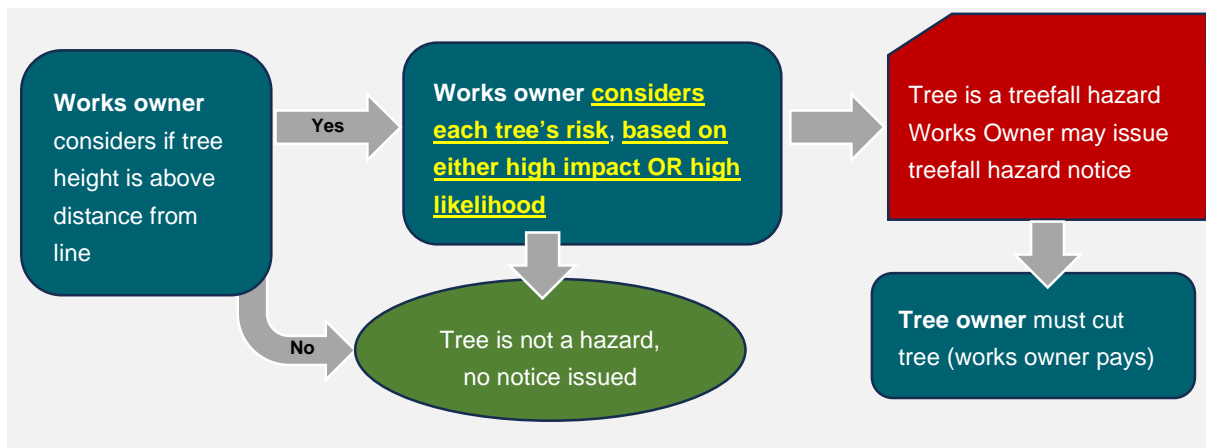 Works owner
considers if tree
height is above
distance from
line
Yes
Works owner considers
each tree's risk, based on
either high impact OR high
likelihood
Tree is a treefall hazard
Works Owner may issue
treefall hazard notice
No
Tree is not a hazard,
no notice issued
Tree owner must cut
tree (works owner pays)